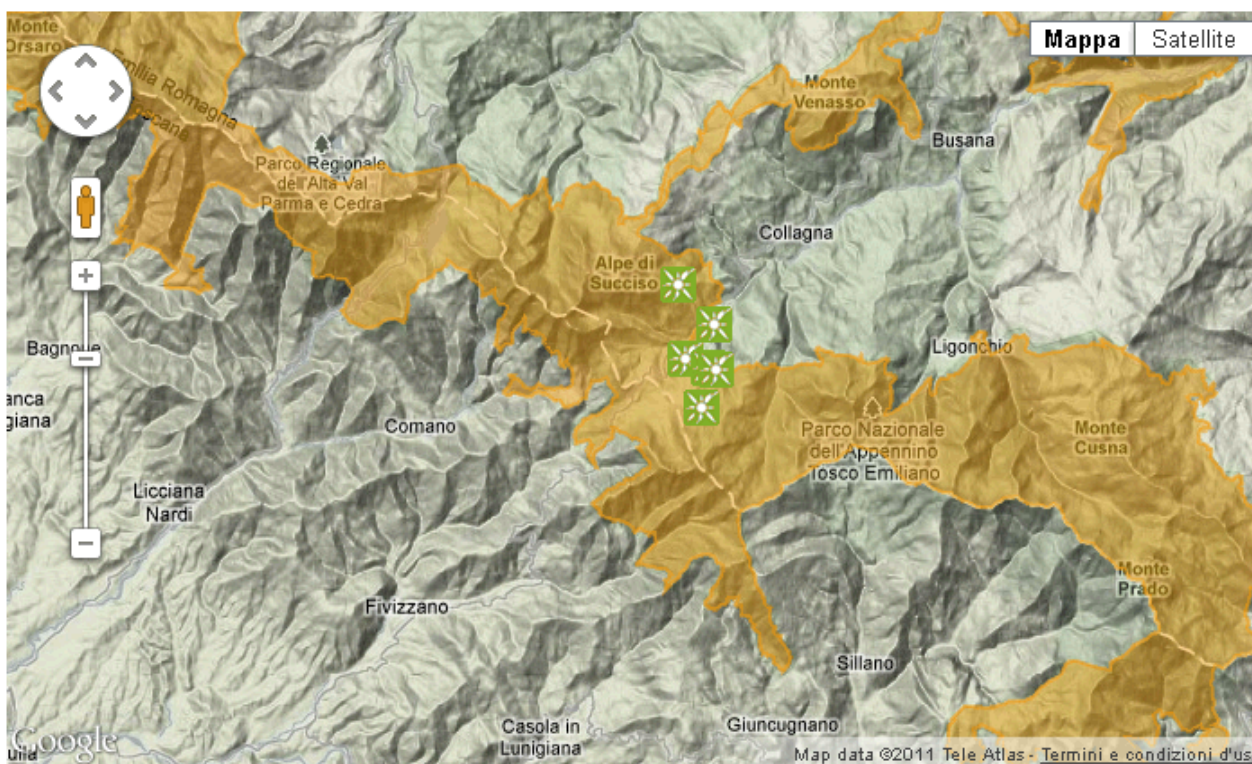 Monte
Orsaro
Mappa
Satellite
Emilia Romagna
Monte
Venasso
Busana
Parco Regionale
dell'Alta Val
Parma e Cedra
Collagna
Alpe di
Succiso
Bagnone
Ligonchio
anca
giana
Comano
Parco Nazionale
dell'Appennino
Tosco Emiliano
Monte
Cusna
Licciana
Nardi
Monte
Prado
Fivizzano
Sillano
Casola in
Lunigiana
Giuncugnano
Google
Map data ©2011 Tele Atlas - Termini e condizioni d'us